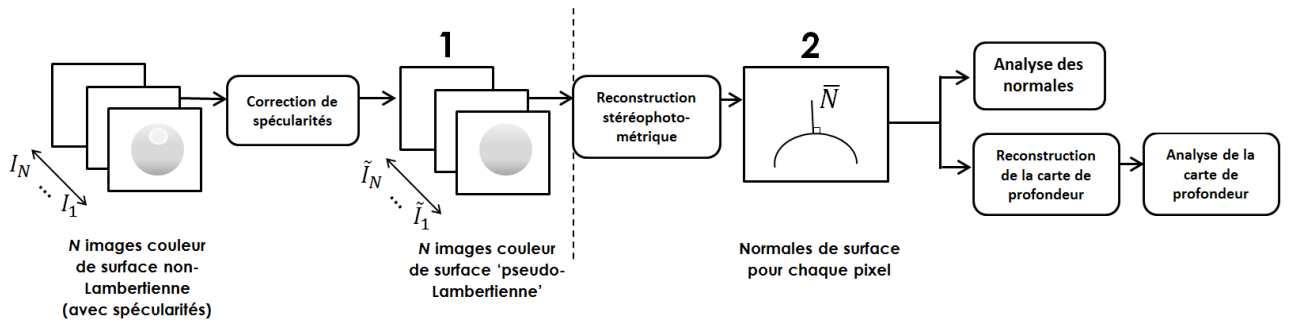 I_N
...
I_1
N images couleur
de surface non-
Lambertienne
(avec spécularités)
Correction de
spécularités
1
Ĩ_N
...
Ĩ_1
N images couleur
de surface ‘pseudo-
Lambertienne’
Reconstruction
stéréophoto-
métrique
2
N̅
Normales de surface
pour chaque pixel
Analyse des
normales
Reconstruction
de la carte de
profondeur
Analyse de la
carte de
profondeur